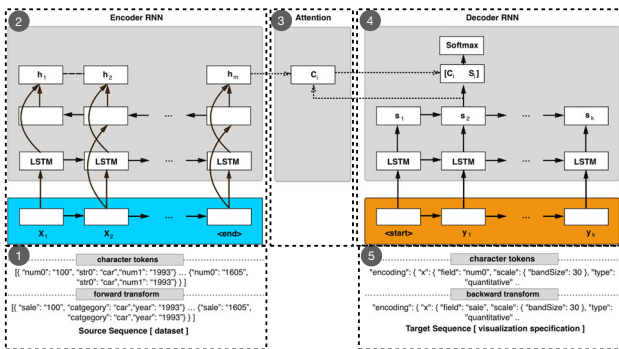 2 Encoder RNN 3 Attention 4 Decoder RNN
Softmax
h1 h2 hm Ci [Ci Si]
s1 s2 ... sk
...
LSTM LSTM ... LSTM LSTM LSTM ... LSTM
... ...
X1 X2 <end> <start> y1 yk
1
character tokens
[{ "num0": "100", "str0": "car","num1": "1993"} ... {"num0": "1605",
"str0": "car","num1": "1993"} } ]
forward transform
[{ "sale": "100", "catgegory": "car","year": "1993"} ... {"sale": "1605",
"catgegory": "car","year": "1993"} } ]
Source Sequence [ dataset ]
5
character tokens
"encoding": { "x": { "field": "num0", "scale": { "bandSize": 30 }, "type":
"quantitative" ..
backward transform
"encoding": { "x": { "field": "sale", "scale": { "bandSize": 30 }, "type":
"quantitative" ..
Target Sequence [ visualization specification ]